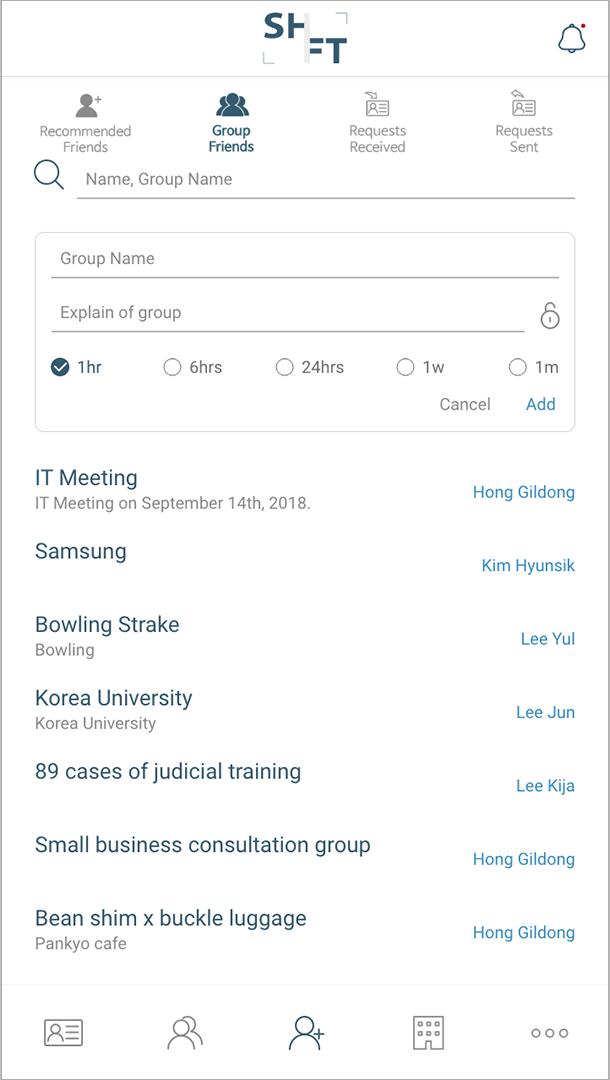 SHFT
Recommended
Friends
Group
Friends
Requests
Received
Requests
Sent
Name, Group Name
Group Name
Explain of group
1hr
6hrs
24hrs
1w
1m
Cancel
Add
IT Meeting
IT Meeting on September 14th, 2018.
Hong Gildong
Samsung
Kim Hyunsik
Bowling Strake
Bowling
Lee Yul
Korea University
Korea University
Lee Jun
89 cases of judicial training
Lee Kija
Small business consultation group
Hong Gildong
Bean shim x buckle luggage
Pankyo cafe
Hong Gildong